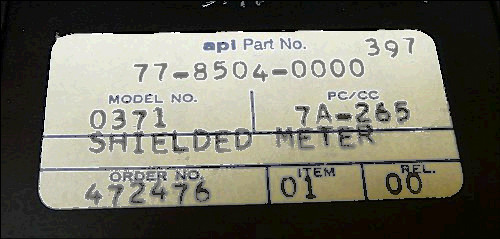 api Part No. 397
77-8504-0000
MODEL NO. PC/CC
0371 7A-265
SHIELDED METER
ORDER NO. ITEM REL.
472476 01 00